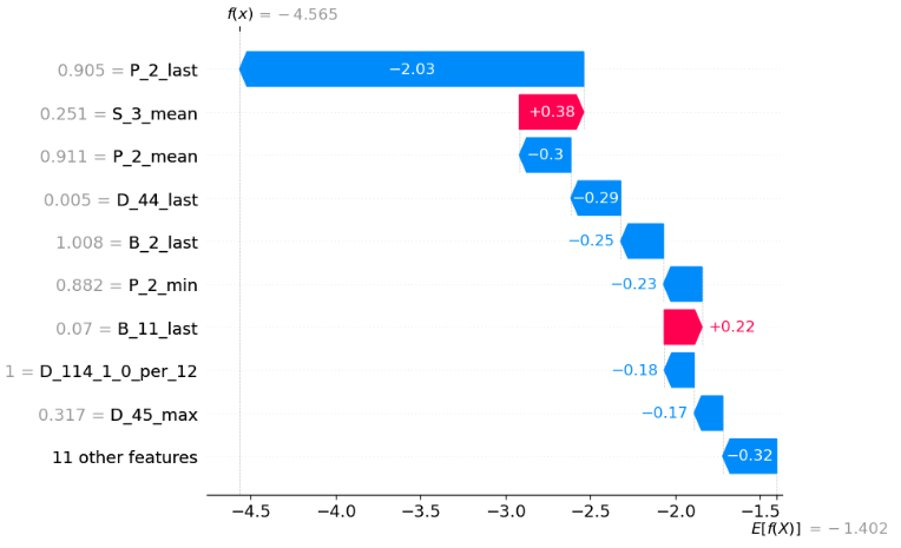 f(x) = −4.565
0.905 = P_2_last −2.03
0.251 = S_3_mean +0.38
0.911 = P_2_mean −0.3
0.005 = D_44_last −0.29
1.008 = B_2_last −0.25
0.882 = P_2_min −0.23
0.07 = B_11_last +0.22
1 = D_114_1_0_per_12 −0.18
0.317 = D_45_max −0.17
11 other features −0.32
−4.5 −4.0 −3.5 −3.0 −2.5 −2.0 −1.5
E[f(X)] = −1.402